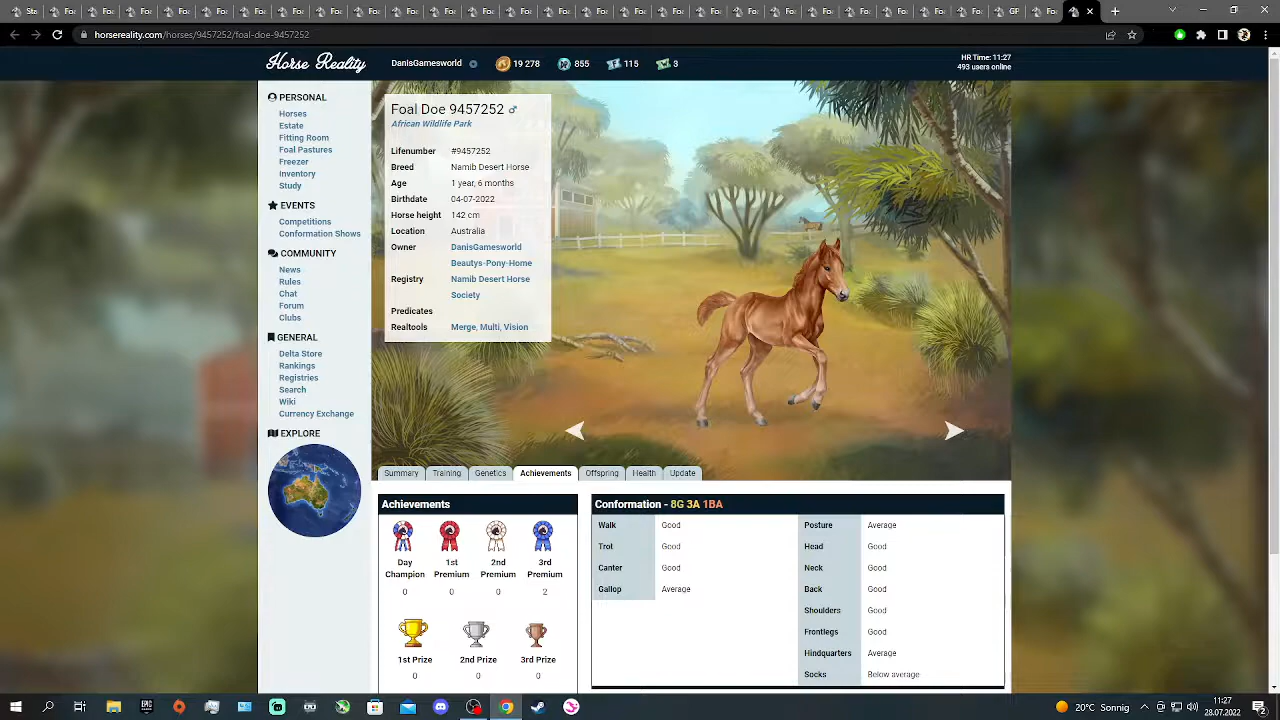 horsereality.com/horses/9457252/foal-doe-9457252
Horse Reality
DanisGamesworld 19 278 855 115 3
HR Time: 11:27
493 users online
PERSONAL
Horses
Estate
Fitting Room
Foal Pastures
Freezer
Inventory
Study
EVENTS
Competitions
Conformation Shows
COMMUNITY
News
Rules
Chat
Forum
Clubs
GENERAL
Delta Store
Rankings
Registries
Search
Wiki
Currency Exchange
EXPLORE
Foal Doe 9457252 ♂
African Wildlife Park
Lifenumber #9457252
Breed Namib Desert Horse
Age 1 year, 6 months
Birthdate 04-07-2022
Horse height 142 cm
Location Australia
Owner DanisGamesworld
Beautys-Pony-Home
Registry Namib Desert Horse
Society
Predicates
Realtools Merge, Multi, Vision
Summary Training Genetics Achievements Offspring Health Update
Achievements
Day Champion 0
1st Premium 0
2nd Premium 0
3rd Premium 2
1st Prize 0
2nd Prize 0
3rd Prize 0
Conformation - 8G 3A 1BA
Walk Good
Trot Good
Canter Good
Gallop Average
Posture Average
Head Good
Neck Good
Back Good
Shoulders Good
Frontlegs Good
Hindquarters Average
Socks Below average
20°C Sonnig
11:27
28.07.2022